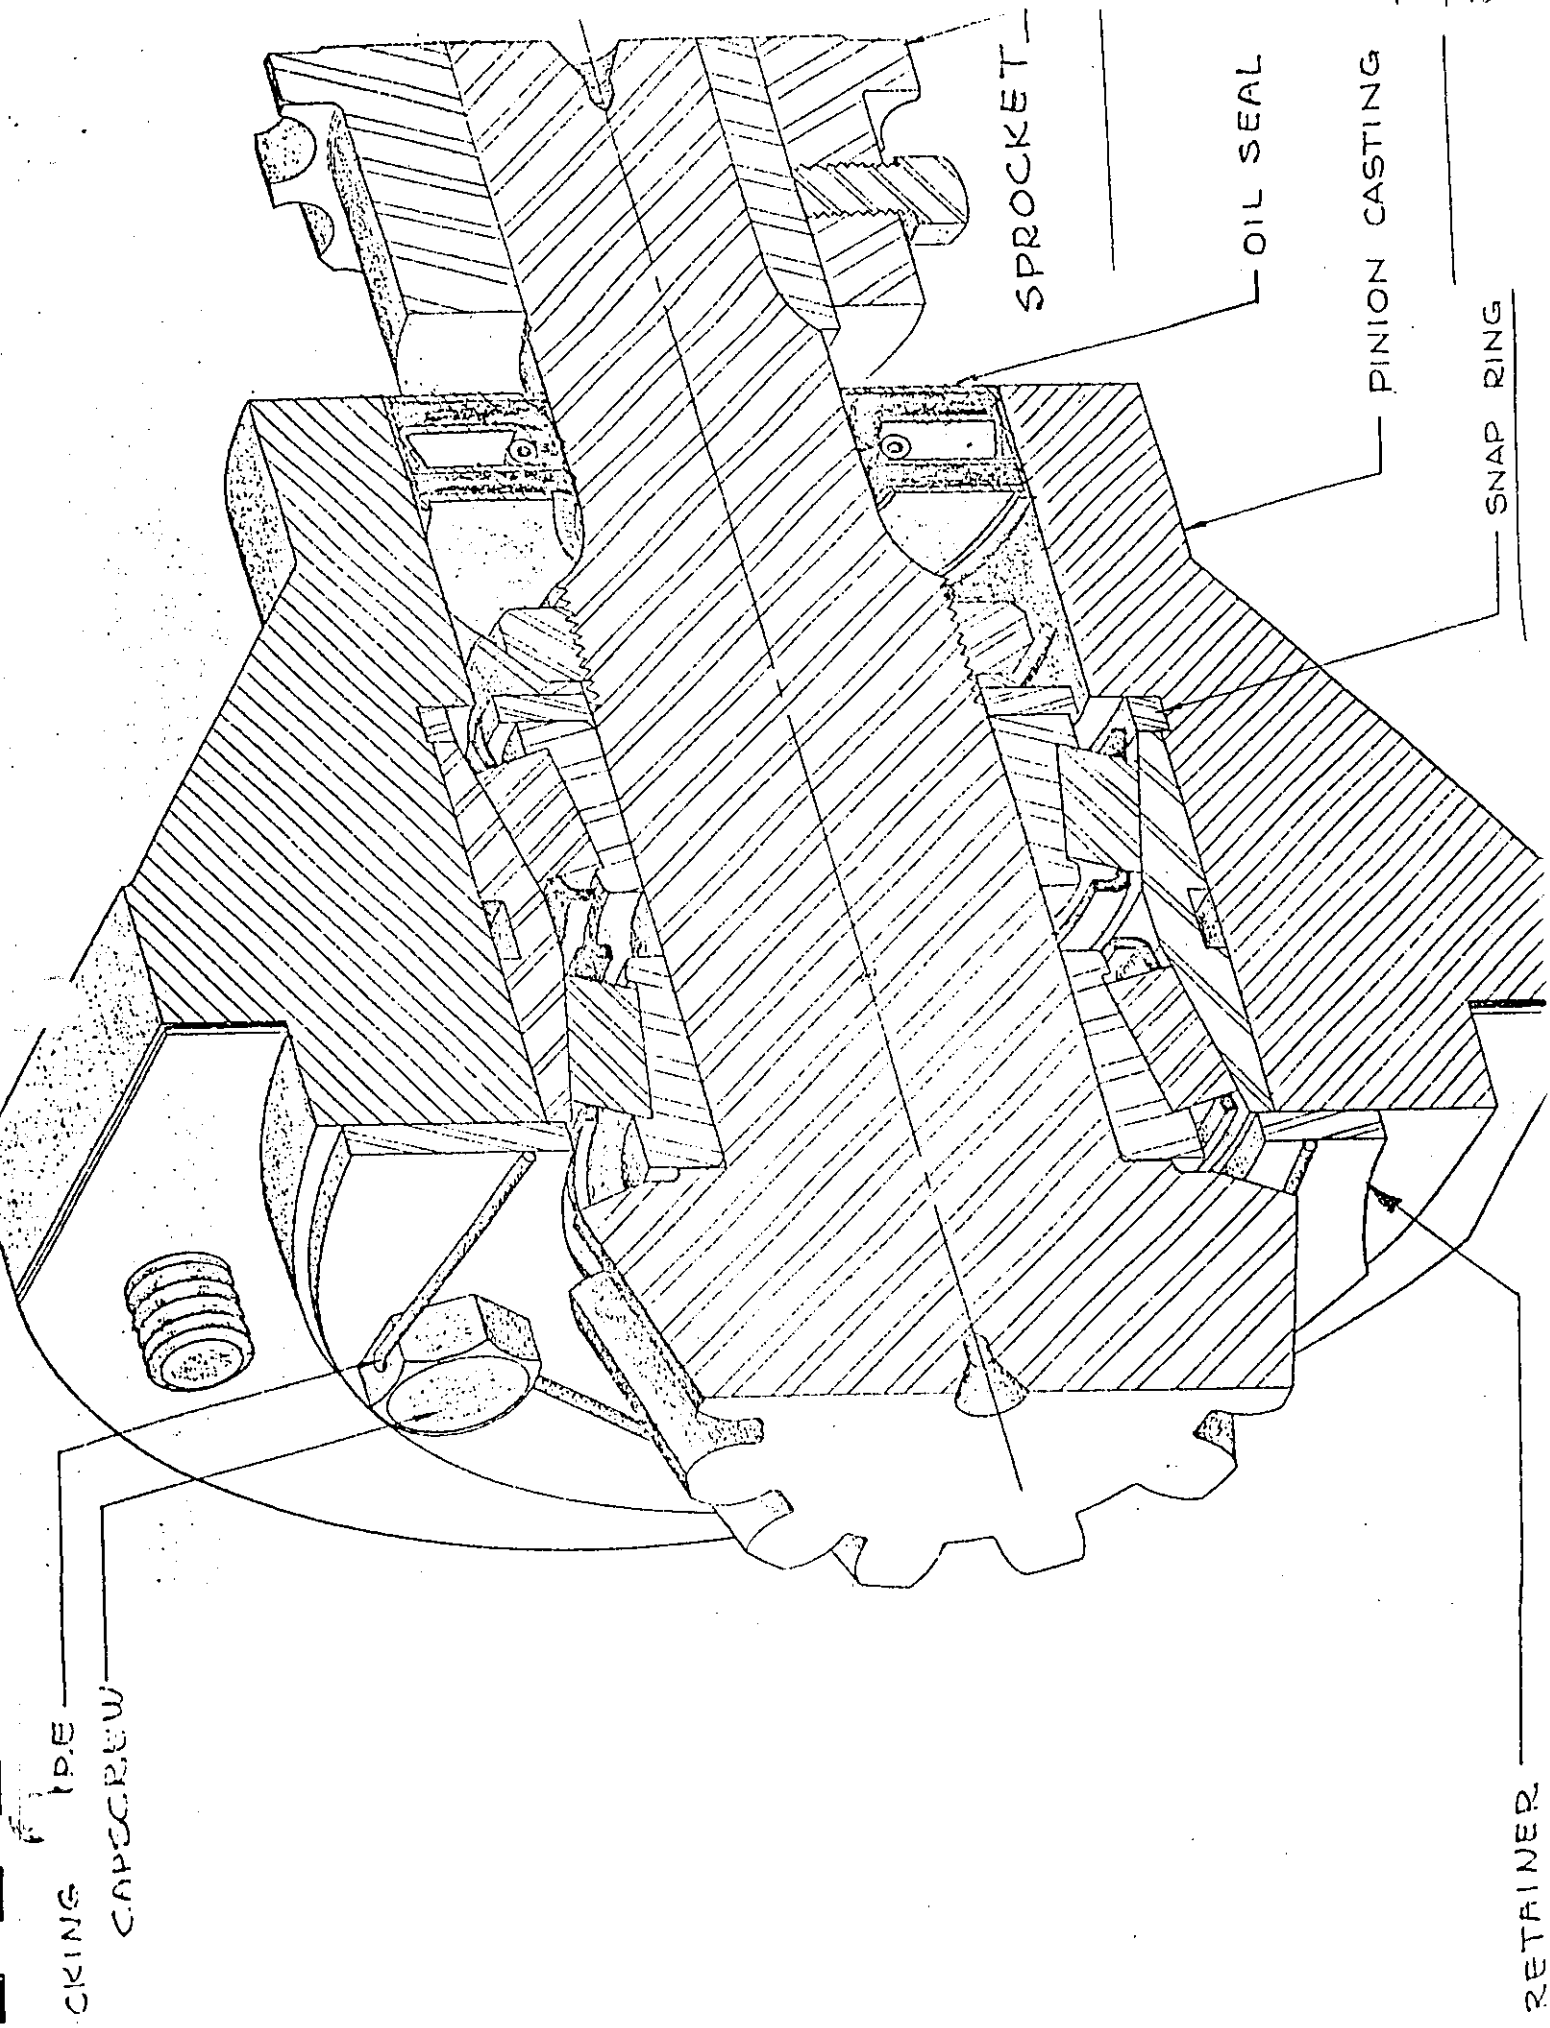 CKING
CAPSCREW
SPROCKET
OIL SEAL
PINION CASTING
SNAP RING
RETAINER